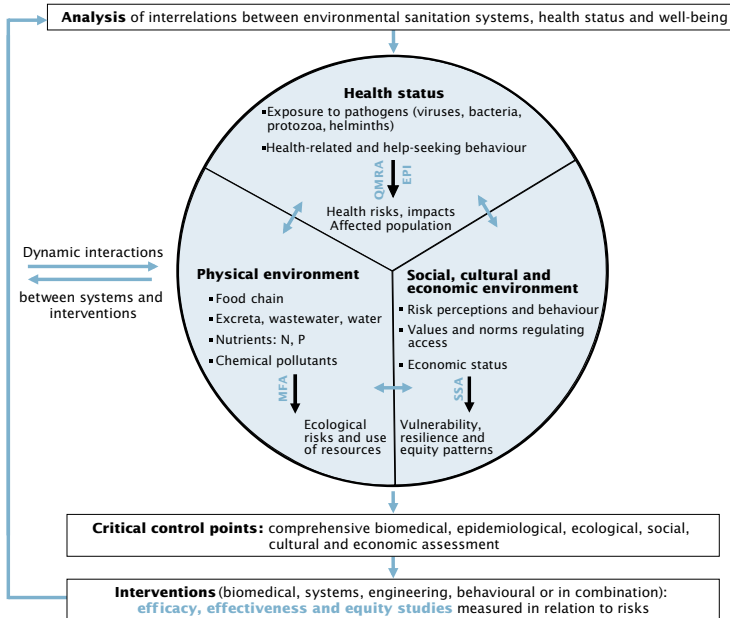 Analysis of interrelations between environmental sanitation systems, health status and well-being
Health status
▪Exposure to pathogens (viruses, bacteria,
protozoa, helminths)
▪Health-related and help-seeking behaviour
QMRA
EPI
Health risks, impacts
Affected population
Dynamic interactions
between systems and
interventions
Physical environment
▪ Food chain
▪ Excreta, wastewater, water
▪ Nutrients: N, P
▪ Chemical pollutants
MFA
Ecological
risks and use
of resources
Social, cultural and
economic environment
▪ Risk perceptions and behaviour
▪ Values and norms regulating
access
▪ Economic status
SSA
Vulnerability,
resilience and
equity patterns
Critical control points: comprehensive biomedical, epidemiological, ecological, social,
cultural and economic assessment
Interventions (biomedical, systems, engineering, behavioural or in combination):
efficacy, effectiveness and equity studies measured in relation to risks